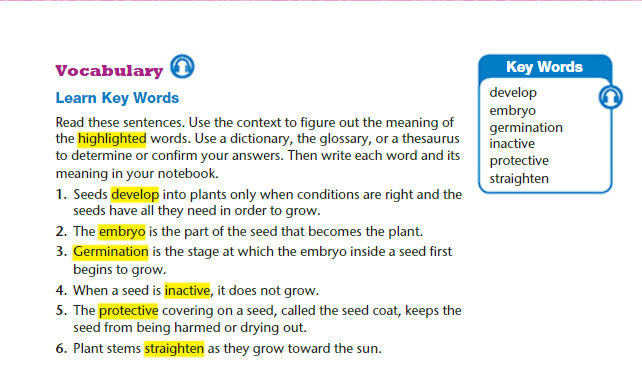 Vocabulary
Learn Key Words
Read these sentences. Use the context to figure out the meaning of
the highlighted words. Use a dictionary, the glossary, or a thesaurus
to determine or confirm your answers. Then write each word and its
meaning in your notebook.
1. Seeds develop into plants only when conditions are right and the
seeds have all they need in order to grow.
2. The embryo is the part of the seed that becomes the plant.
3. Germination is the stage at which the embryo inside a seed first
begins to grow.
4. When a seed is inactive, it does not grow.
5. The protective covering on a seed, called the seed coat, keeps the
seed from being harmed or drying out.
6. Plant stems straighten as they grow toward the sun.
Key Words
develop
embryo
germination
inactive
protective
straighten